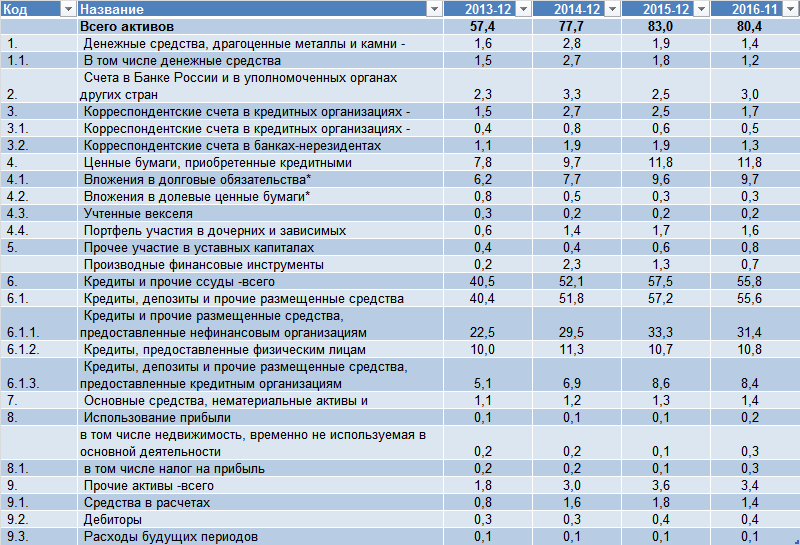 Код Название 2013-12 2014-12 2015-12 2016-11
Всего активов 57,4 77,7 83,0 80,4
1. Денежные средства, драгоценные металлы и камни - 1,6 2,8 1,9 1,4
1.1. В том числе денежные средства 1,5 2,7 1,8 1,2
Счета в Банке России и в уполномоченных органах
2. других стран 2,3 3,3 2,5 3,0
3. Корреспондентские счета в кредитных организациях - 1,5 2,7 2,5 1,7
3.1. Корреспондентские счета в кредитных организациях - 0,4 0,8 0,6 0,5
3.2. Корреспондентские счета в банках-нерезидентах 1,1 1,9 1,9 1,3
4. Ценные бумаги, приобретенные кредитными 7,8 9,7 11,8 11,8
4.1. Вложения в долговые обязательства* 6,2 7,7 9,6 9,7
4.2. Вложения в долевые ценные бумаги* 0,8 0,5 0,3 0,3
4.3. Учтенные векселя 0,3 0,2 0,2 0,2
4.4. Портфель участия в дочерних и зависимых 0,6 1,4 1,7 1,6
5. Прочее участие в уставных капиталах 0,4 0,4 0,6 0,8
Производные финансовые инструменты 0,2 2,3 1,3 0,7
6. Кредиты и прочие ссуды -всего 40,5 52,1 57,5 55,8
6.1. Кредиты, депозиты и прочие размещенные средства 40,4 51,8 57,2 55,6
Кредиты и прочие размещенные средства,
6.1.1. предоставленные нефинансовым организациям 22,5 29,5 33,3 31,4
6.1.2. Кредиты, предоставленные физическим лицам 10,0 11,3 10,7 10,8
Кредиты, депозиты и прочие размещенные средства,
6.1.3. предоставленные кредитным организациям 5,1 6,9 8,6 8,4
7. Основные средства, нематериальные активы и 1,1 1,2 1,3 1,4
8. Использование прибыли 0,1 0,1 0,1 0,2
в том числе недвижимость, временно не используемая в
основной деятельности 0,2 0,2 0,1 0,3
8.1. в том числе налог на прибыль 0,2 0,2 0,1 0,3
9. Прочие активы -всего 1,8 3,0 3,6 3,4
9.1. Средства в расчетах 0,8 1,6 1,8 1,4
9.2. Дебиторы 0,3 0,3 0,4 0,4
9.3. Расходы будущих периодов 0,1 0,1 0,1 0,1